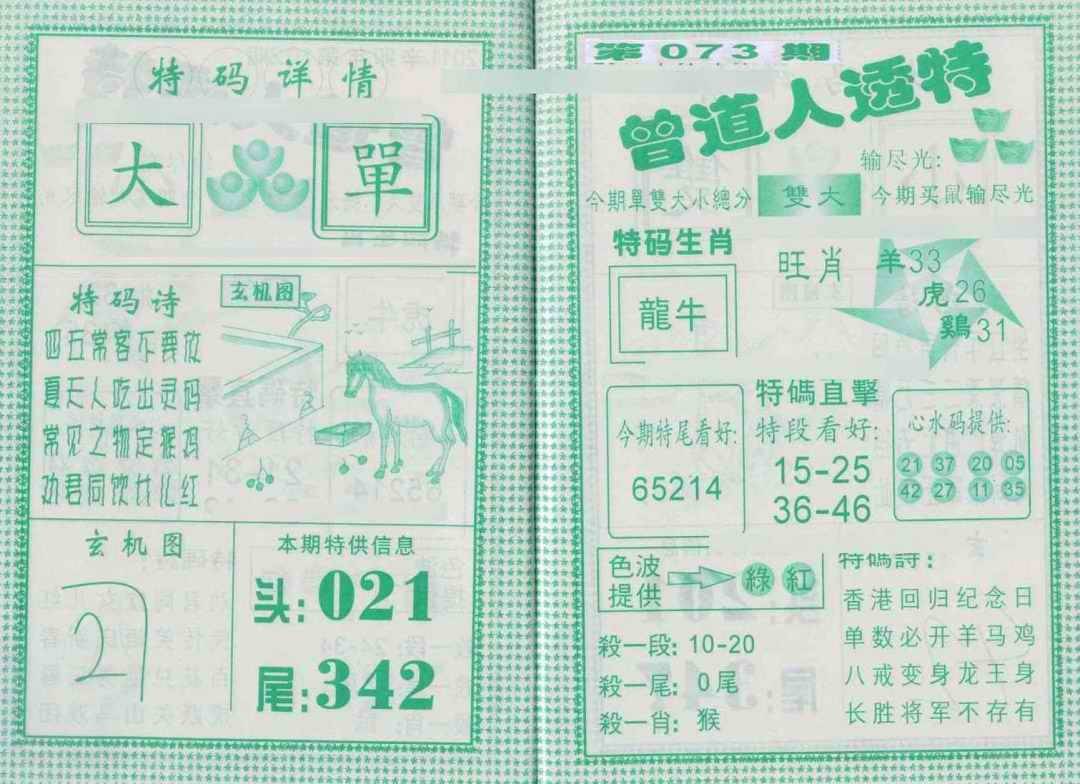 特码详情
大 單
特码诗
四五常客不要放
夏天人吃出灵码
常见之物定猴鸡
劝君同饮女儿红
玄机图
玄机图
本期特供信息
头:021
尾:342
第073期
曾道人透特
输尽光:
今期單雙大小總分 雙大 今期买鼠输尽光
特码生肖
龍牛
旺肖
羊33
虎26
鷄31
今期特尾看好:
65214
特碼直擊
特段看好:
15-25
36-46
心水码提供:
21 37 20 05
42 27 11 35
色波
提供
綠 紅
殺一段: 10-20
殺一尾: 0尾
殺一肖: 猴
特碼詩:
香港回归纪念日
单数必开羊马鸡
八戒变身龙王身
长胜将军不存有